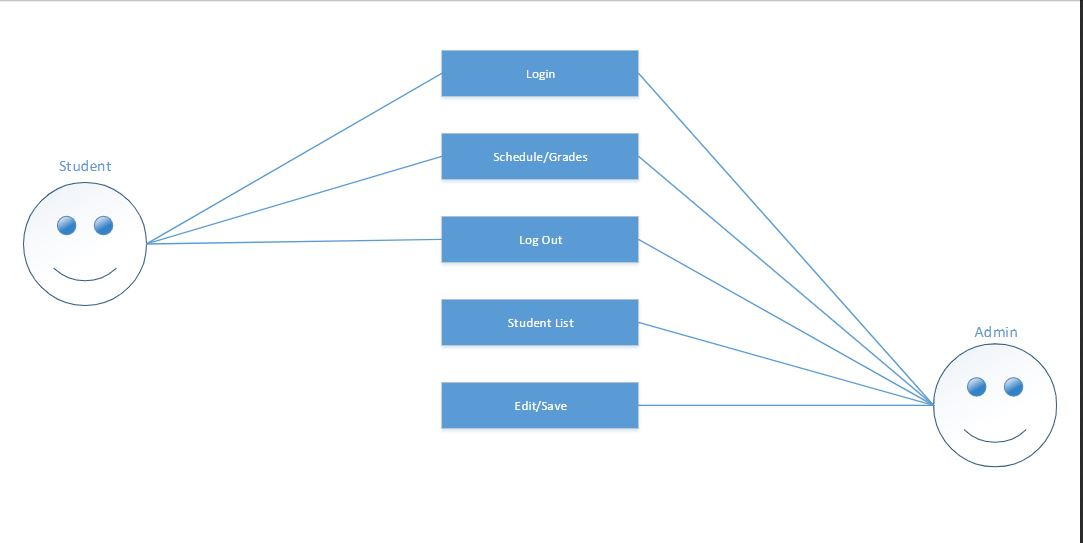 Login
Schedule/Grades
Student
Log Out
Student List
Admin
Edit/Save